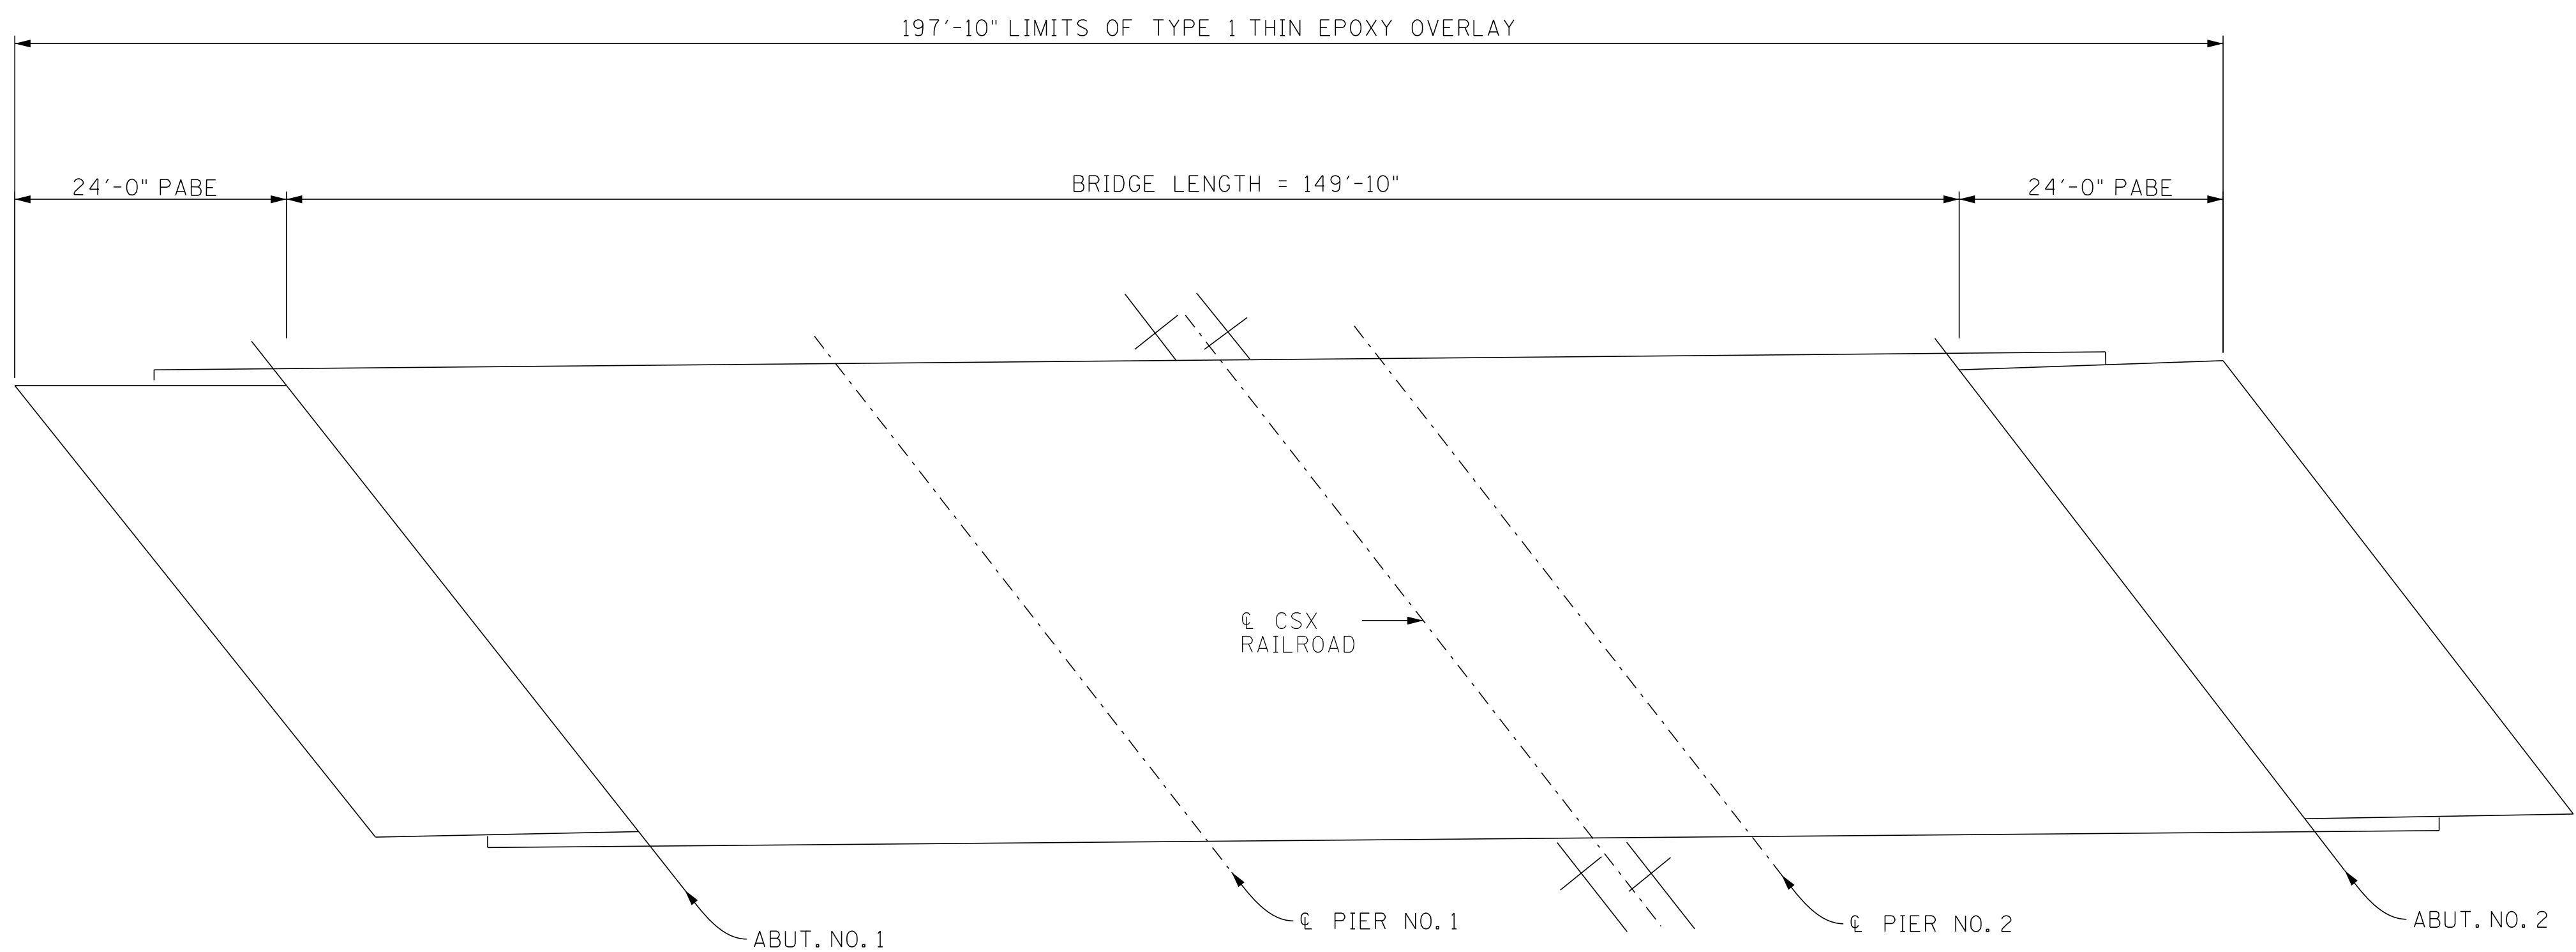 197'-10" LIMITS OF TYPE 1 THIN EPOXY OVERLAY
24'-0" PABE
BRIDGE LENGTH = 149'-10"
24'-0" PABE
℄ CSX
RAILROAD
℄ PIER NO. 1
℄ PIER NO. 2
ABUT. NO. 2
ABUT. NO. 1